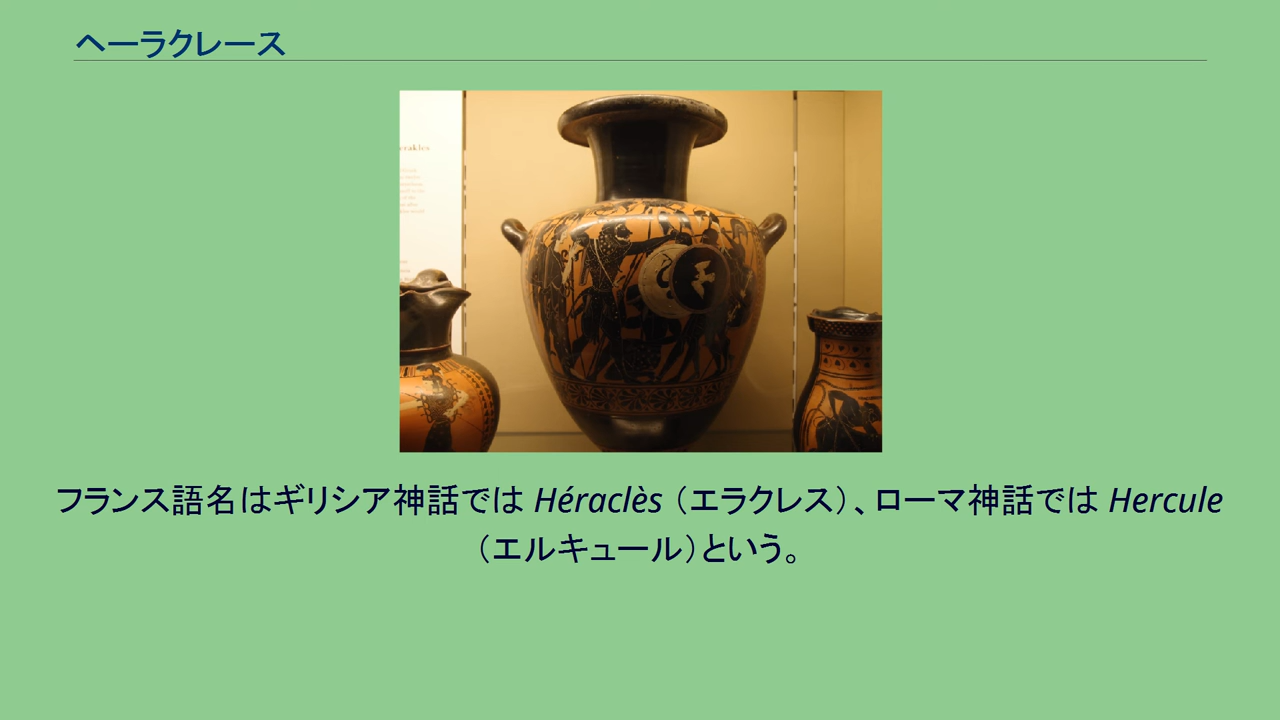 ヘーラクレース
erakles
フランス語名はギリシア神話では Héraclès（エラクレス）、ローマ神話では Hercule
（エルキュール）という。